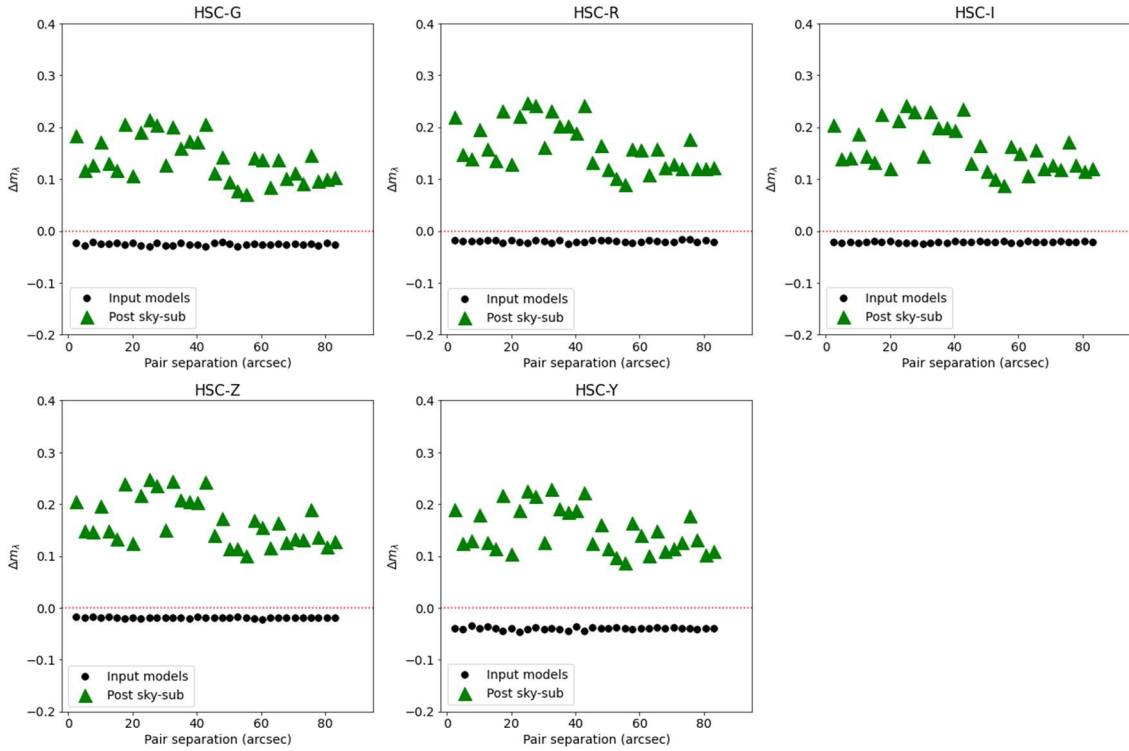 HSC-G
0.4
0.3
0.2
0.1
0.0
−0.1
−0.2
Δmλ
Input models
Post sky-sub
0 20 40 60 80
Pair separation (arcsec)
HSC-R
0.4
0.3
0.2
0.1
0.0
−0.1
−0.2
Δmλ
Input models
Post sky-sub
0 20 40 60 80
Pair separation (arcsec)
HSC-I
0.4
0.3
0.2
0.1
0.0
−0.1
−0.2
Δmλ
Input models
Post sky-sub
0 20 40 60 80
Pair separation (arcsec)
HSC-Z
0.4
0.3
0.2
0.1
0.0
−0.1
−0.2
Δmλ
Input models
Post sky-sub
0 20 40 60 80
Pair separation (arcsec)
HSC-Y
0.4
0.3
0.2
0.1
0.0
−0.1
−0.2
Δmλ
Input models
Post sky-sub
0 20 40 60 80
Pair separation (arcsec)